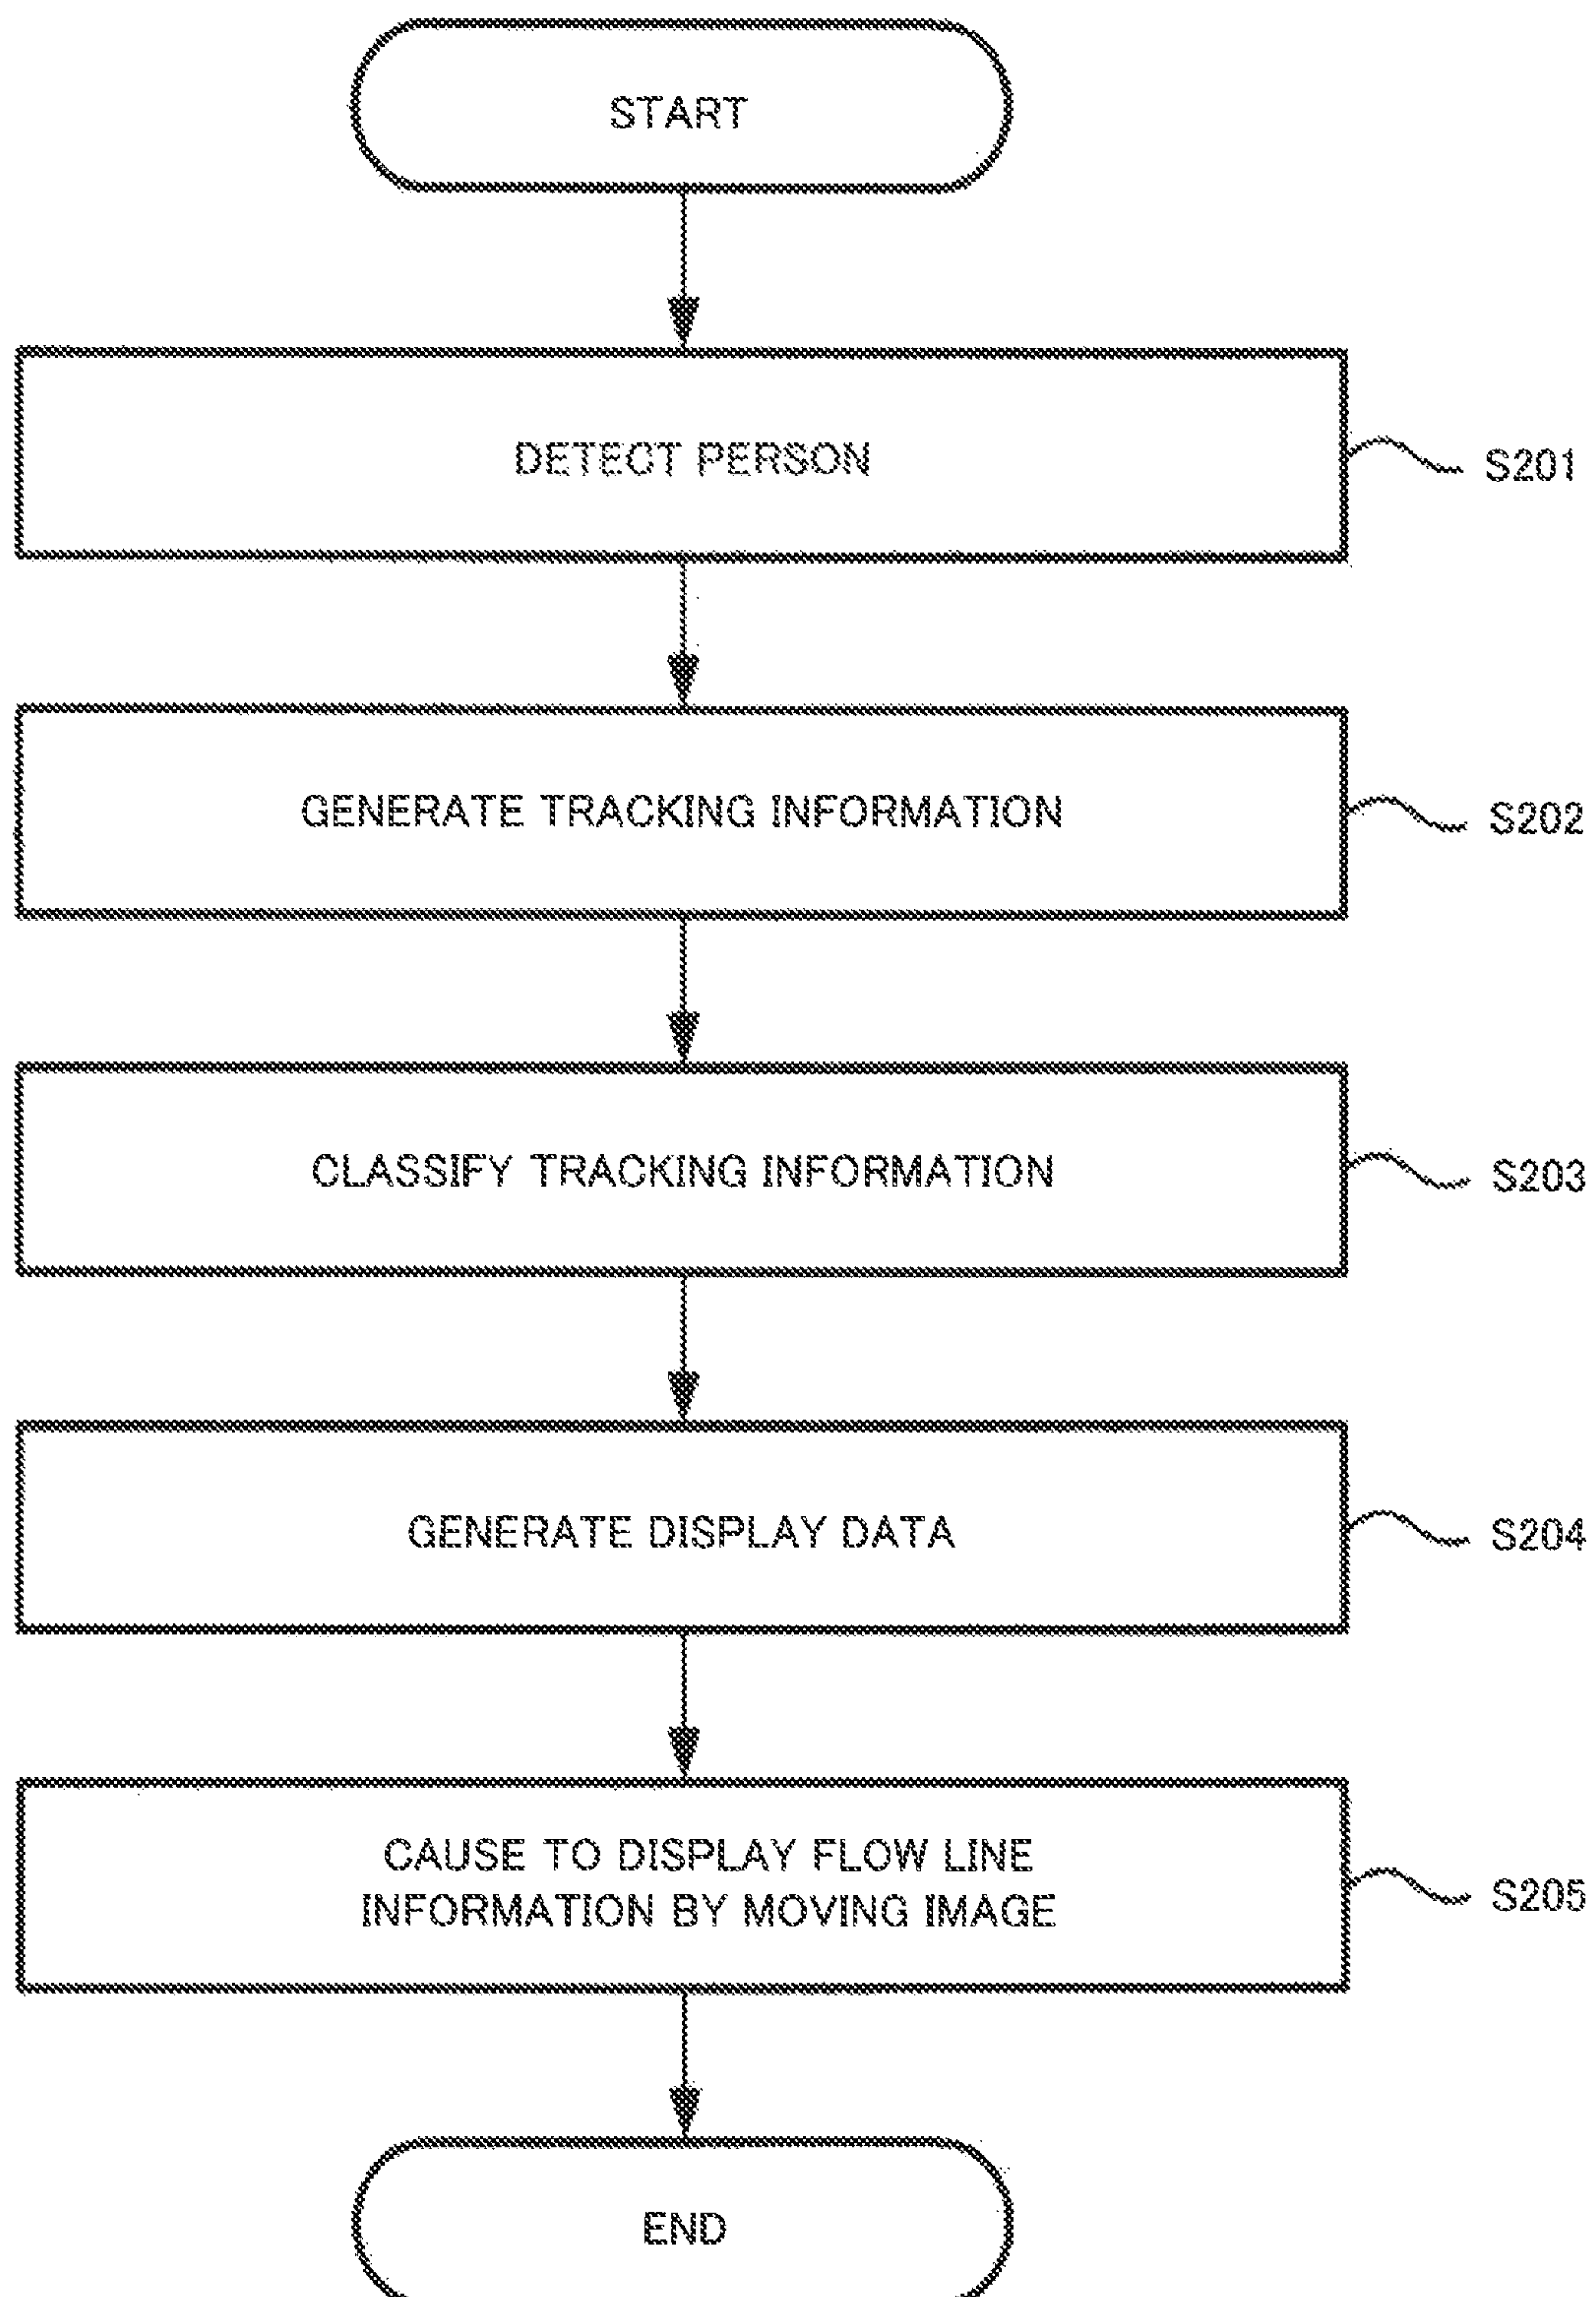 START
DETECT PERSON
S201
GENERATE TRACKING INFORMATION
S202
CLASSIFY TRACKING INFORMATION
S203
GENERATE DISPLAY DATA
S204
CAUSE TO DISPLAY FLOW LINE
INFORMATION BY MOVING IMAGE
S205
END